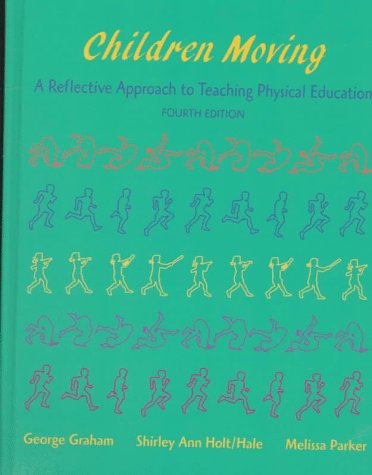 Children Moving
A Reflective Approach to Teaching Physical Education
FOURTH EDITION
George Graham Shirley Ann Holt/Hale Melissa Parker